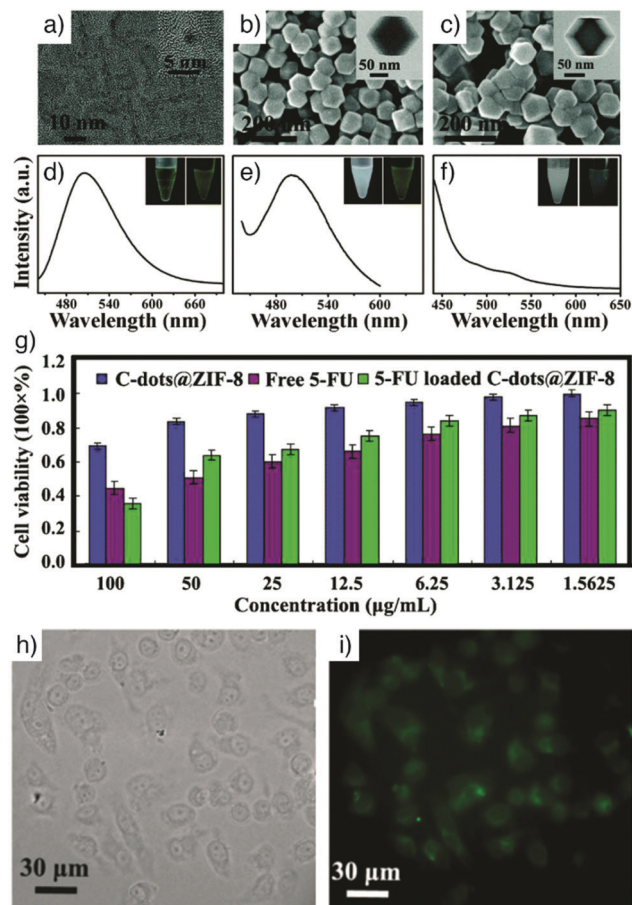 a)
5 nm
10 nm
b)
50 nm
200 nm
c)
50 nm
200 nm
Intensity (a.u.)
d)
480 540 600 660
Wavelength (nm)
e)
480 540 600 660
Wavelength (nm)
f)
450 500 550 600 650
Wavelength (nm)
g)
Cell viability (100×%)
1.2
1.0
0.8
0.6
0.4
0.2
0.0
C-dots@ZIF-8 Free 5-FU 5-FU loaded C-dots@ZIF-8
100 50 25 12.5 6.25 3.125 1.5625
Concentration (μg/mL)
h)
30 μm
i)
30 μm